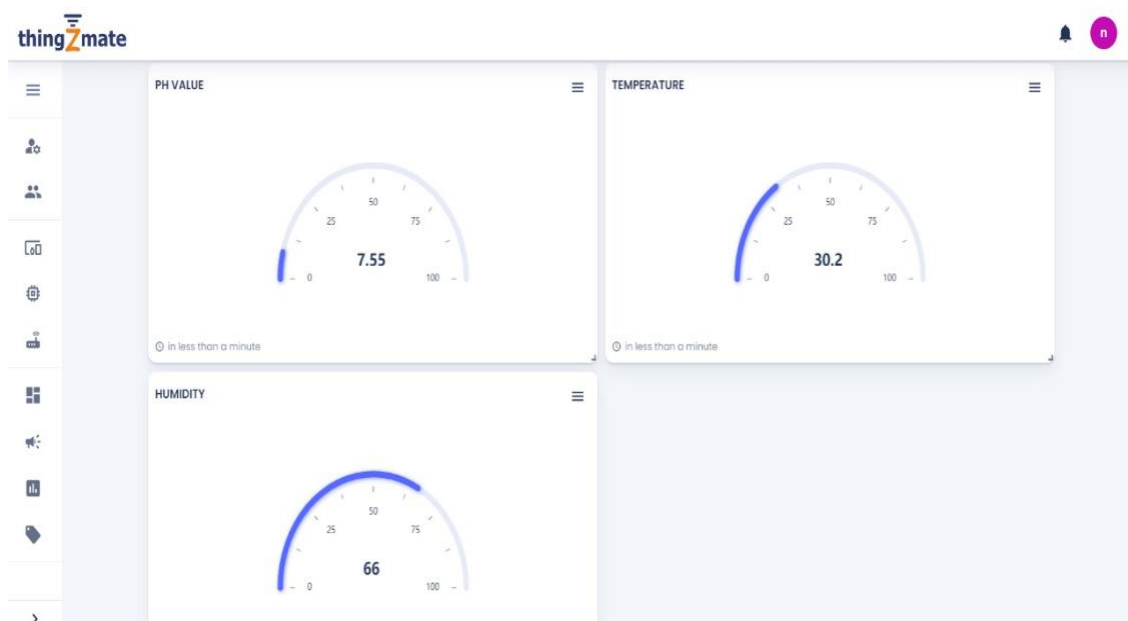 thingZmate
n
PH VALUE
50
25
75
7.55
0
100
in less than a minute
TEMPERATURE
50
25
75
30.2
0
100
in less than a minute
HUMIDITY
50
25
75
66
0
100